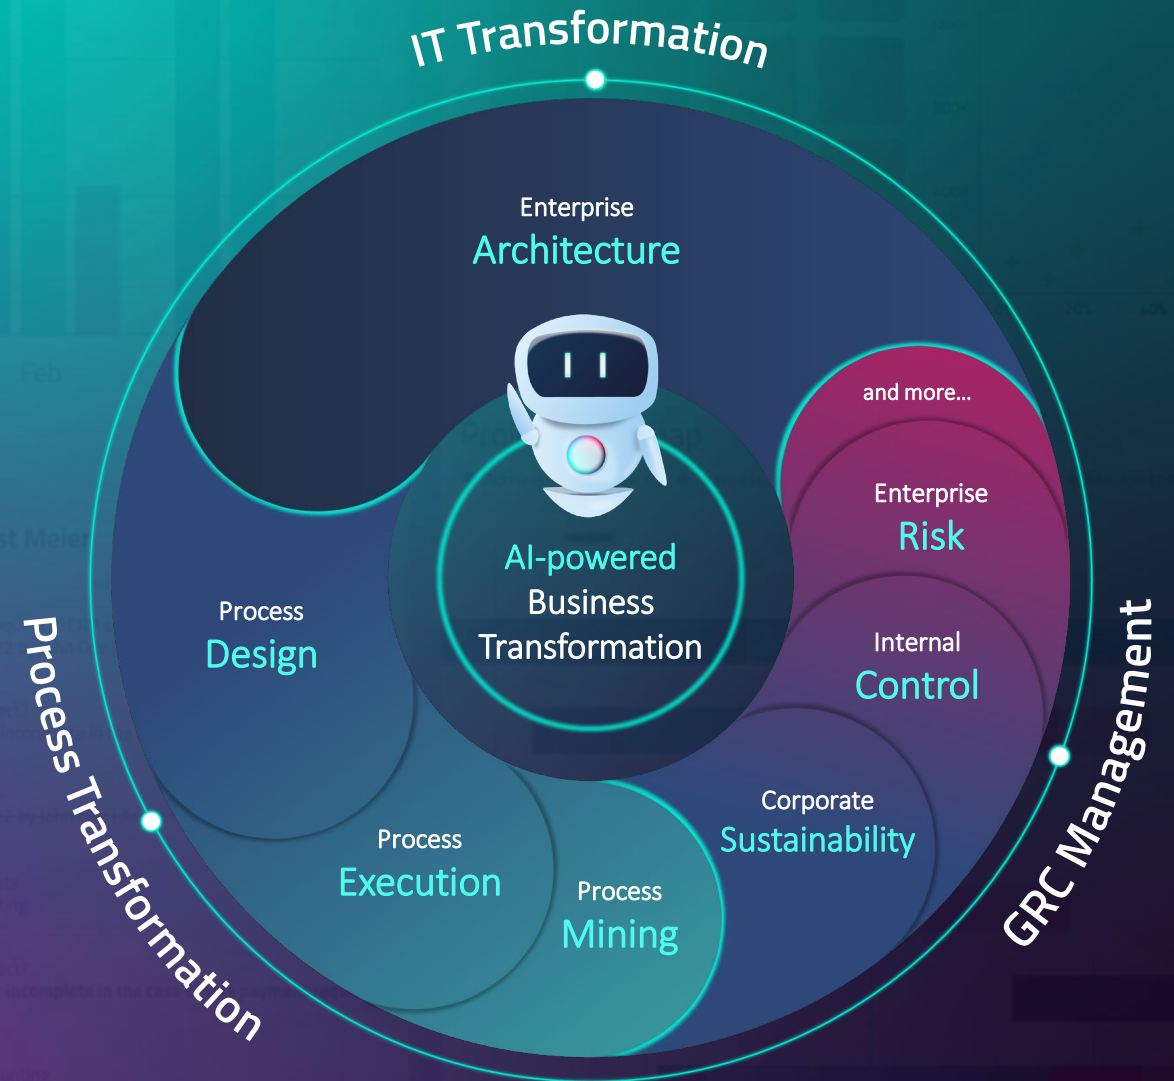 IT Transformation
Enterprise
Architecture
and more...
Enterprise
Risk
Internal
Control
Corporate
Sustainability
Process
Mining
Process
Execution
Process
Design
AI-powered
Business
Transformation
Process Transformation
GRC Management
Feb